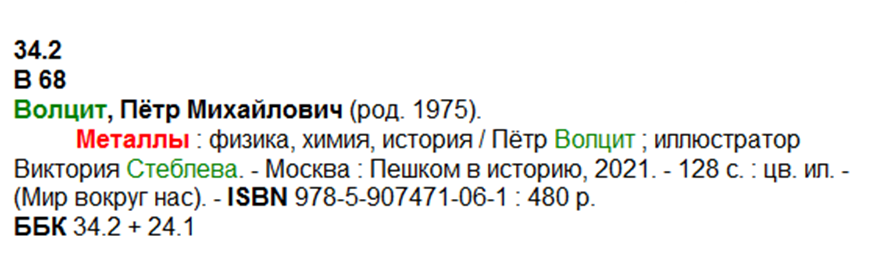 34.2
В 68
Волцит, Пётр Михайлович (род. 1975).
Металлы : физика, химия, история / Пётр Волцит ; иллюстратор
Виктория Стеблева. - Москва : Пешком в историю, 2021. - 128 с. : цв. ил. -
(Мир вокруг нас). - ISBN 978-5-907471-06-1 : 480 р.
ББК 34.2 + 24.1